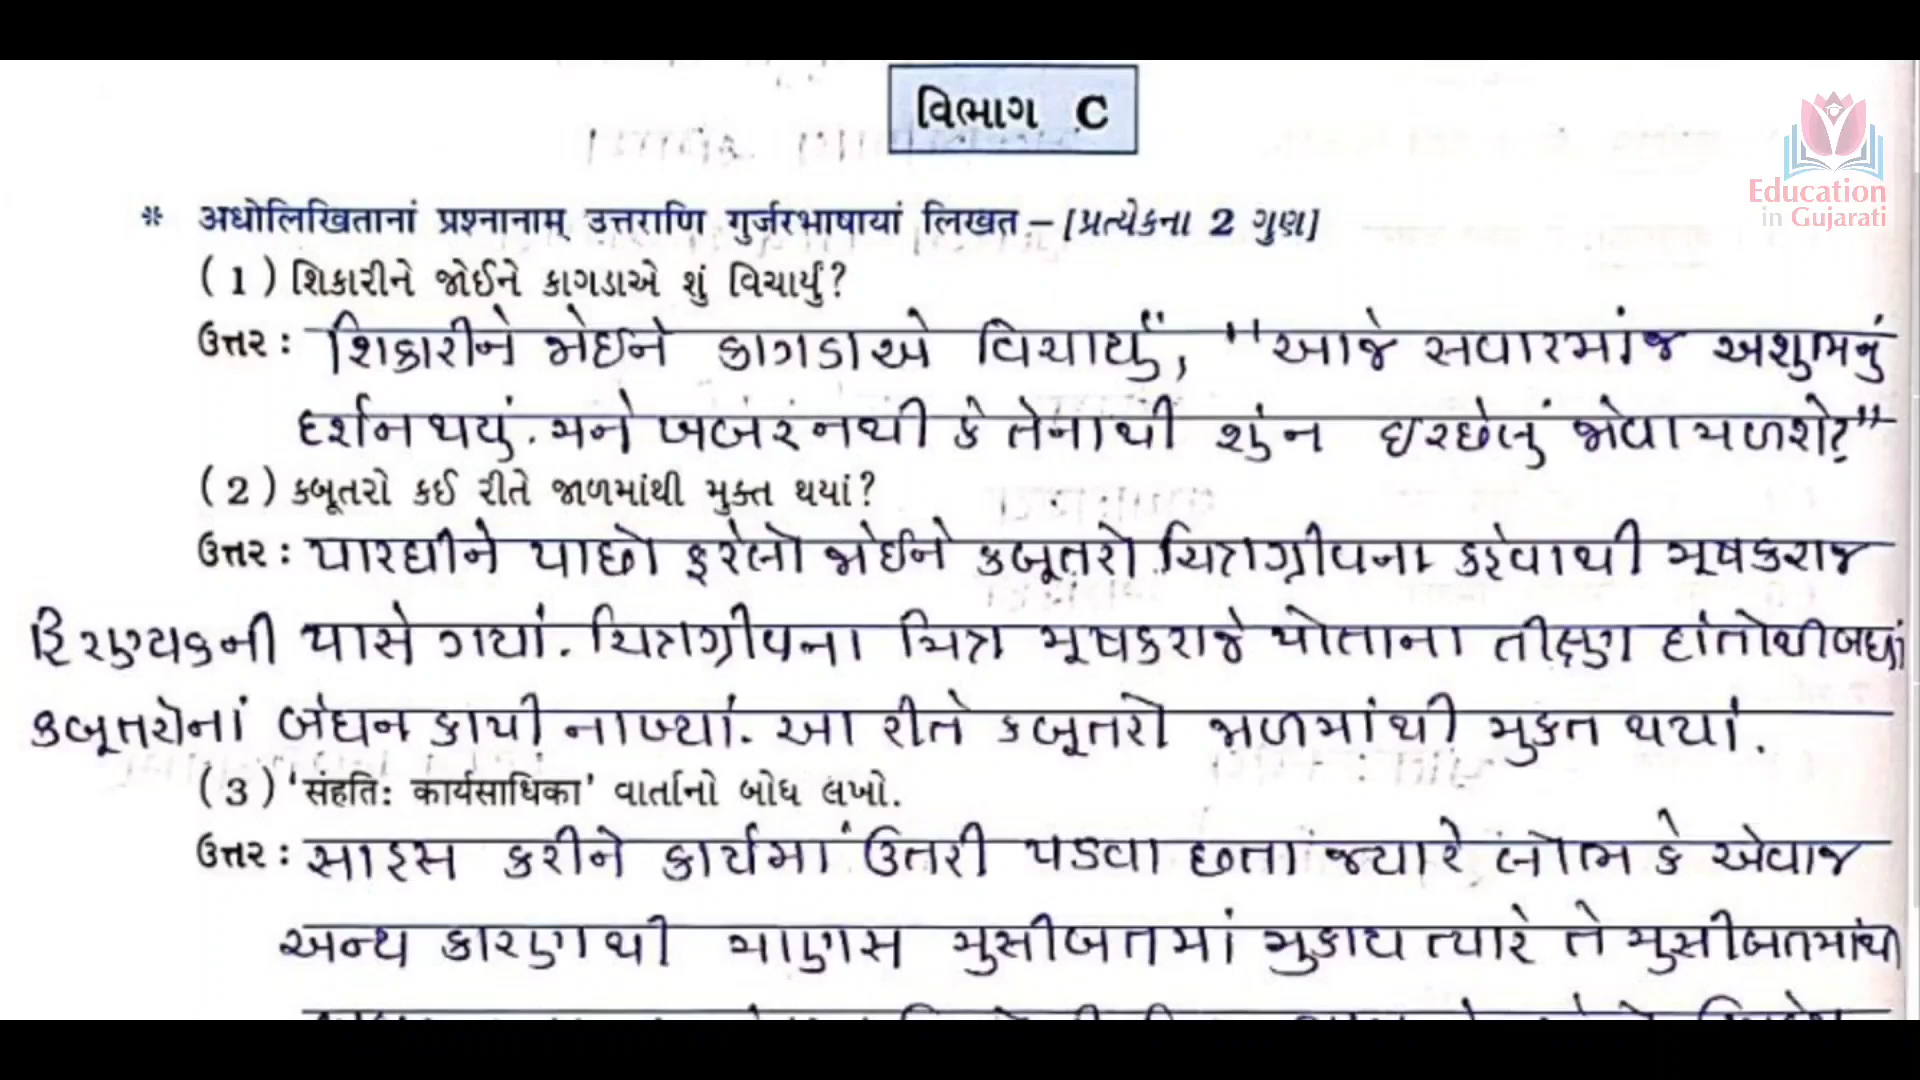 વિભાગ C
Education
in Gujarati
* अधोलिखितानां प्रश्नानाम् उत्तराणि गुर्जरभाषायां लिखत – [પ્રત્યેકના 2 ગુણ]
(1) શિકારીને જોઈને કાગડાએ શું વિચાર્યું?
ઉત્તર : શિકારીને જોઈને કાગડાએ વિચાર્યું, "આજે સવારમાંજ અશુભનું
દર્શન થયું. મને ખબર નથી કે તેનાથી શું ન ઇચ્છેલું જોવા મળશે?"
(2) કબૂતરો કઈ રીતે જાળમાંથી મુક્ત થયાં?
ઉત્તર : પારધીને પાછો ફરેલો જોઈને કબૂતરો ચિત્રગ્રીવના કહેવાથી મૂષકરાજ
હિરણ્યકની પાસે ગયાં. ચિત્રગ્રીવના મિત્ર મૂષકરાજે પોતાના તીક્ષ્ણ દાંતોથી બધાં
કબૂતરોનાં બંધન કાપી નાખ્યાં. આ રીતે કબૂતરો જાળમાંથી મુક્ત થયાં.
(3) 'संहतिः कार्यसाधिका' વાર્તાનો બોધ લખો.
ઉત્તર : સાહસ કરીને કાર્યમાં ઉતરી પડવા છતા જ્યારે લોભ કે એવાજ
અન્ય કારણથી માણસ મુસીબતમાં મુકાય ત્યારે તે મુસીબતમાંથી